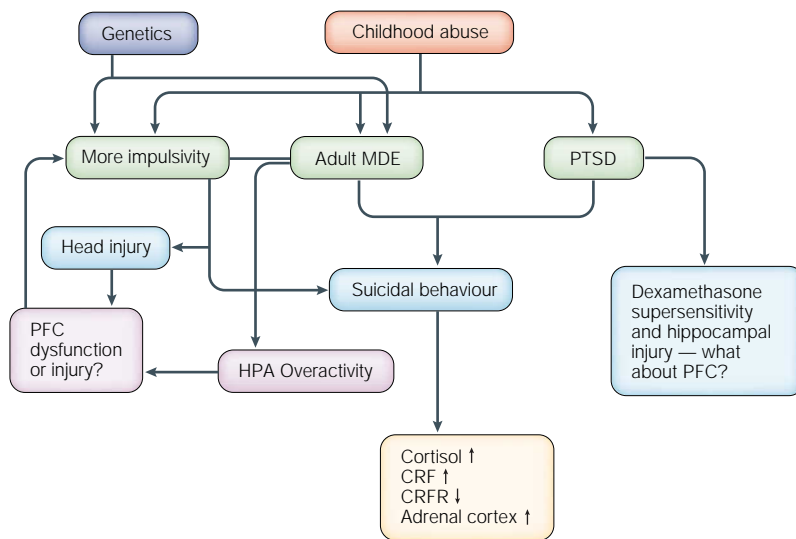 Genetics
Childhood abuse
More impulsivity
Adult MDE
PTSD
Head injury
Suicidal behaviour
Dexamethasone
supersensitivity
and hippocampal
injury — what
about PFC?
PFC
dysfunction
or injury?
HPA Overactivity
Cortisol ↑
CRF ↑
CRFR ↓
Adrenal cortex ↑